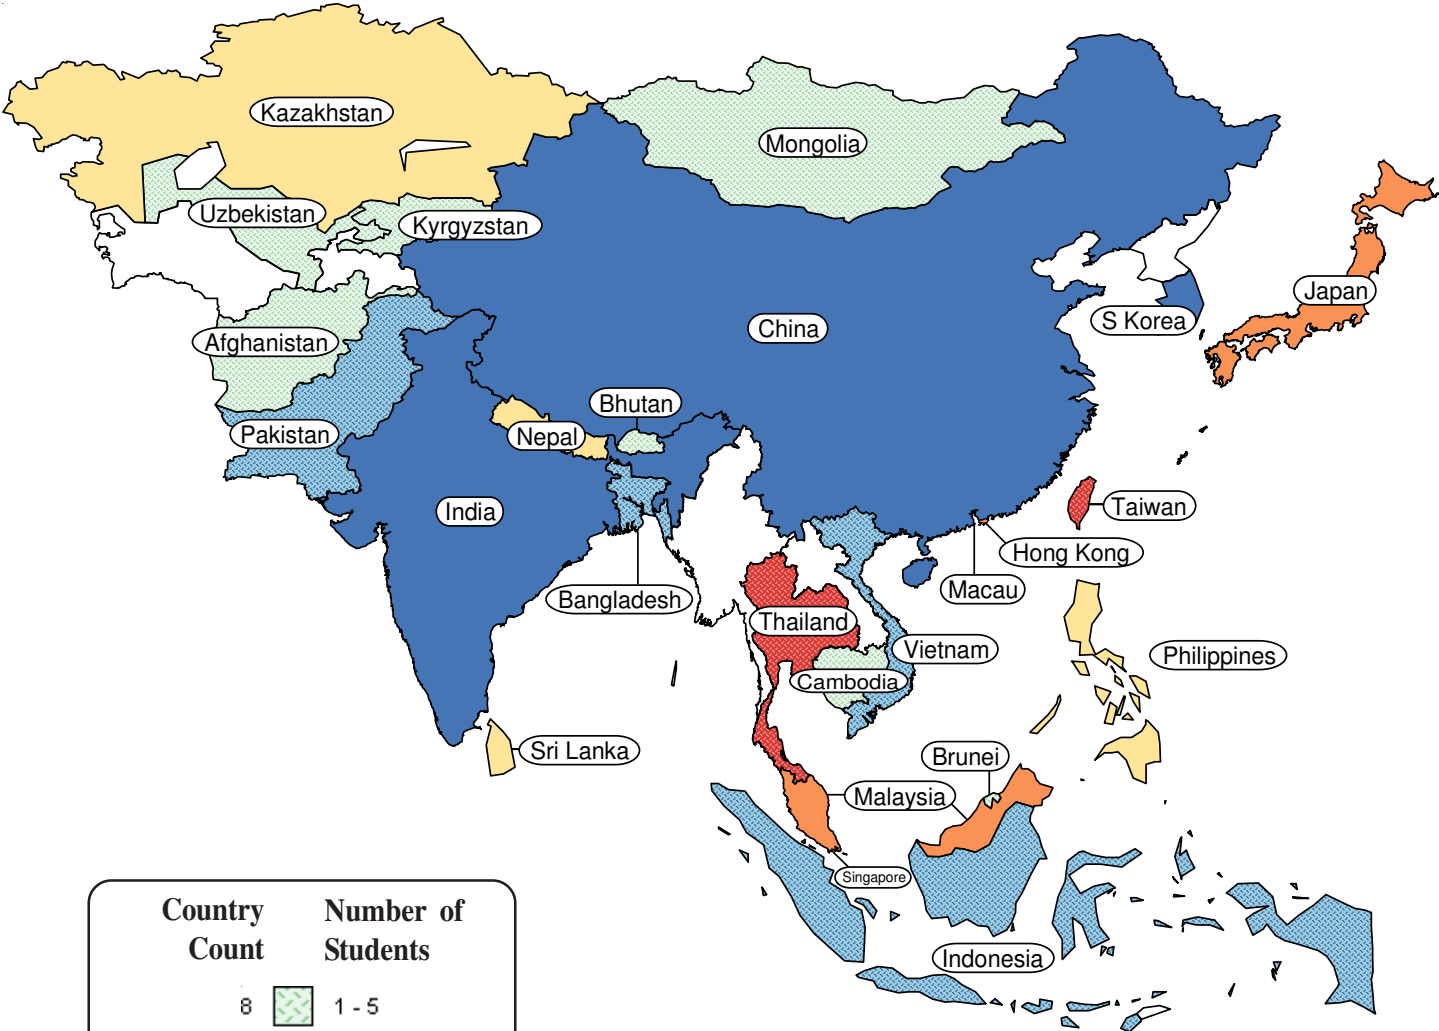 Kazakhstan
Mongolia
Uzbekistan
Kyrgyzstan
Japan
China
S Korea
Afghanistan
Bhutan
Pakistan
Nepal
India
Taiwan
Hong Kong
Macau
Bangladesh
Thailand
Vietnam
Philippines
Cambodia
Sri Lanka
Brunei
Malaysia
Singapore
Indonesia
Country Number of
Count Students
8 1 - 5